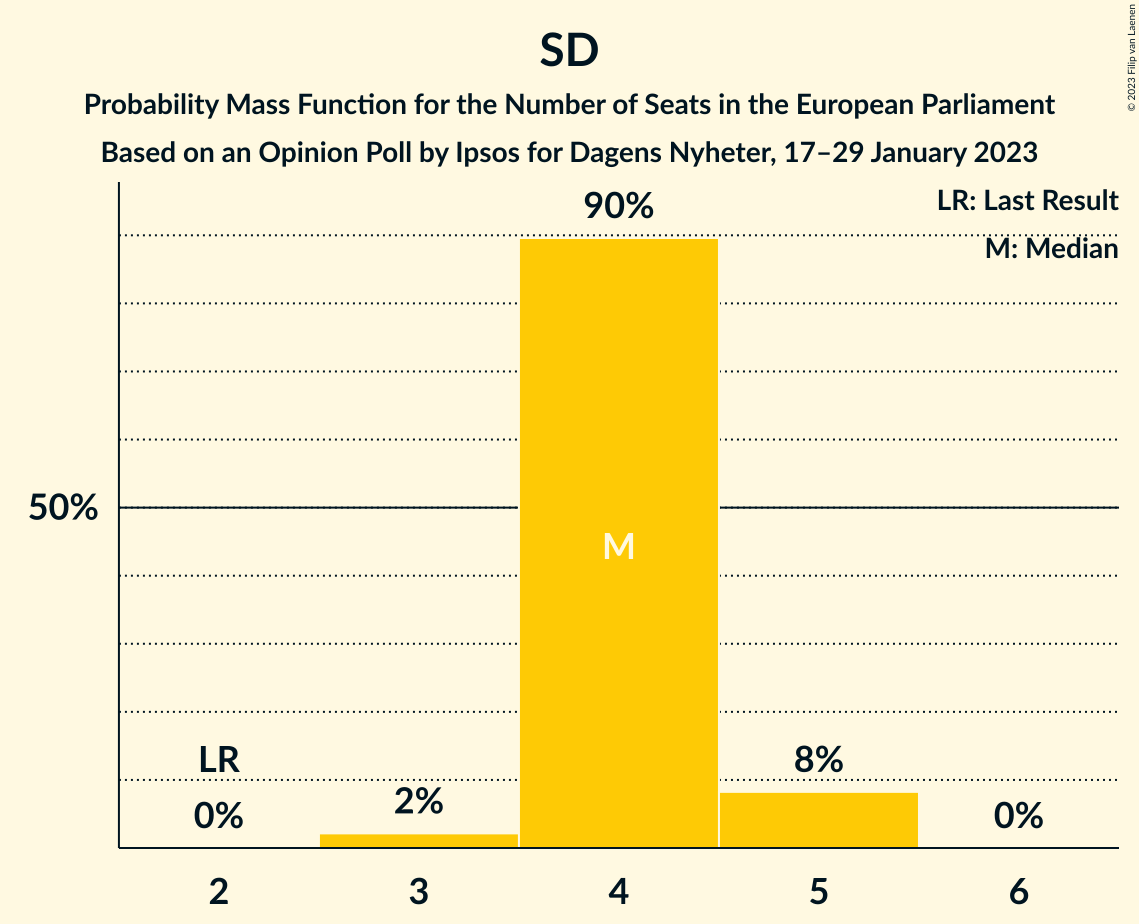 SD
Probability Mass Function for the Number of Seats in the European Parliament
Based on an Opinion Poll by Ipsos for Dagens Nyheter, 17–29 January 2023
© 2023 Filip van Laenen
LR: Last Result
M: Median
90%
50%
M
LR
0%
2%
8%
0%
2 3 4 5 6